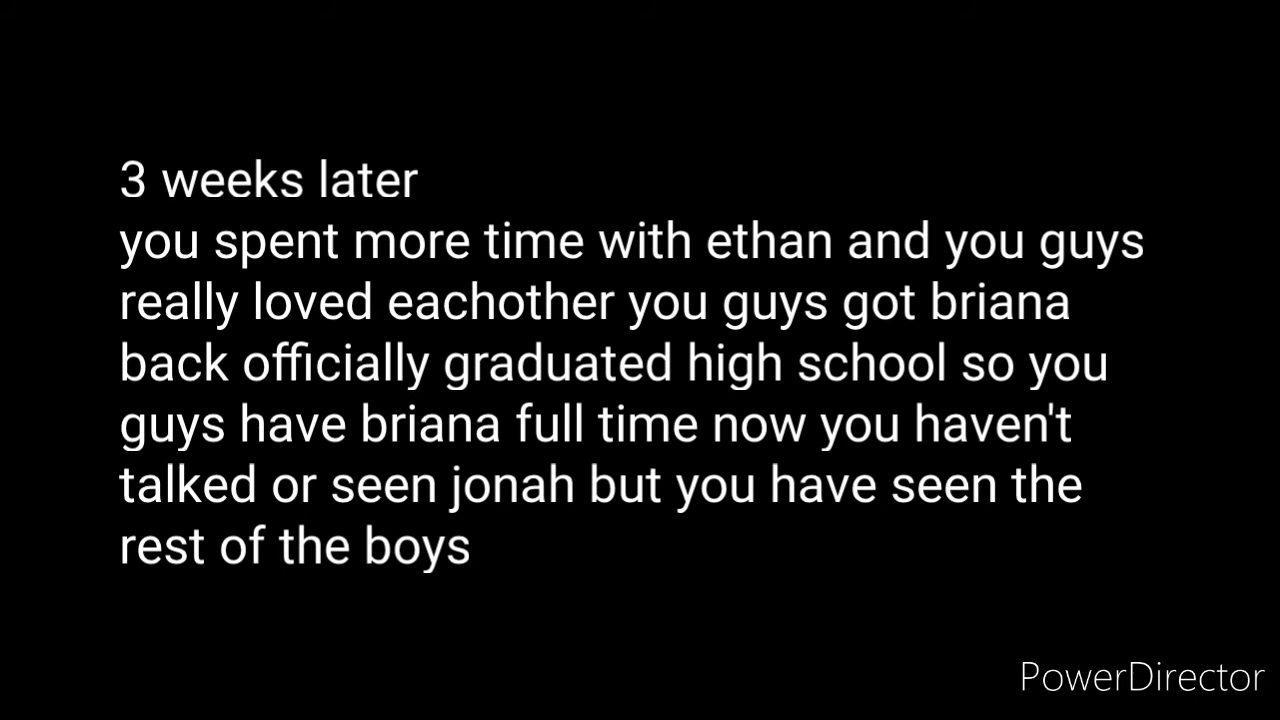 3 weeks later
you spent more time with ethan and you guys
really loved eachother you guys got briana
back officially graduated high school so you
guys have briana full time now you haven't
talked or seen jonah but you have seen the
rest of the boys
PowerDirector